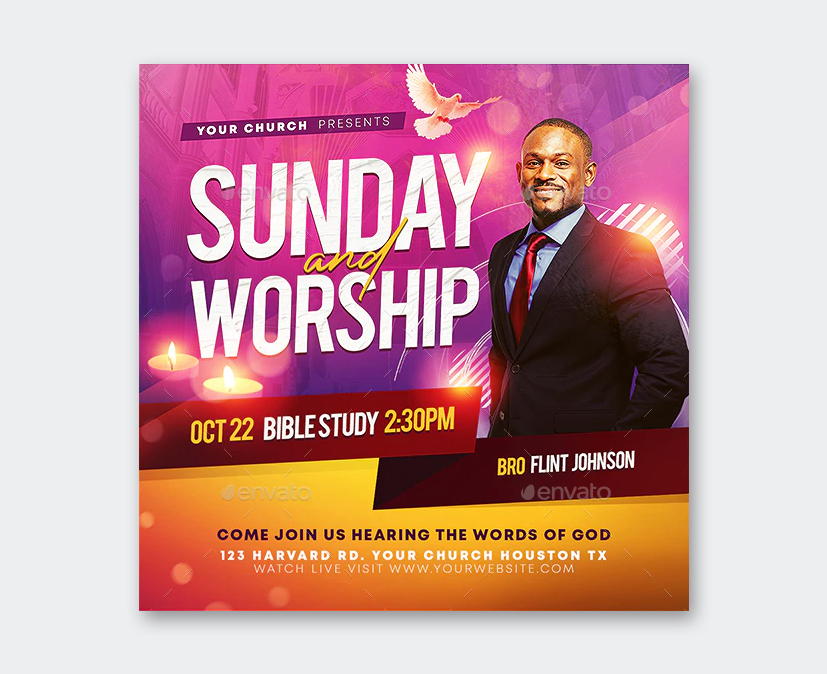 YOUR CHURCH PRESENTS
SUNDAY
and
WORSHIP
OCT 22 BIBLE STUDY 2:30PM
BRO FLINT JOHNSON
COME JOIN US HEARING THE WORDS OF GOD
123 HARVARD RD. YOUR CHURCH HOUSTON TX
WATCH LIVE VISIT WWW.YOURWEBSITE.COM
envato
envato
envato
envato